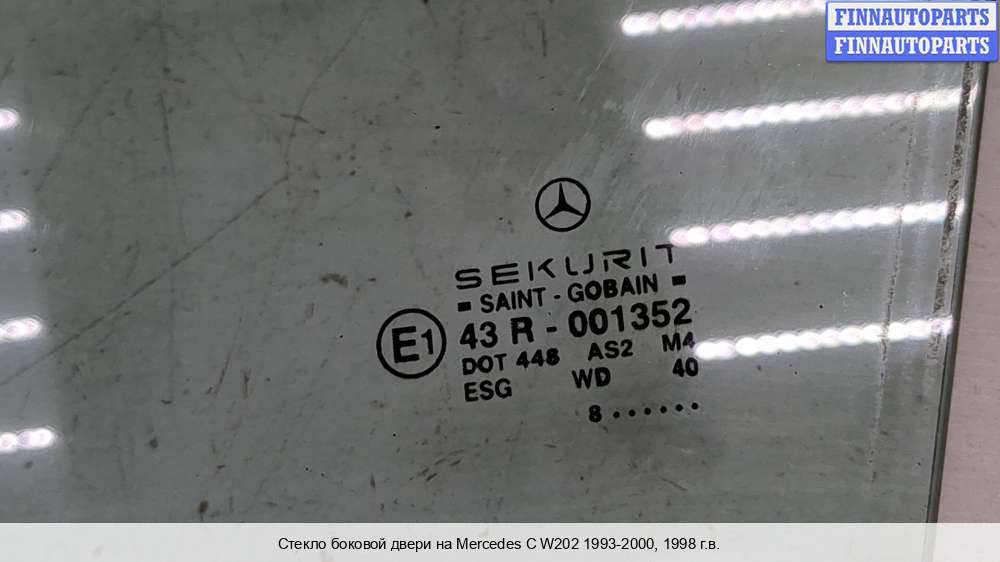 FINNAUTOPARTS
FINNAUTOPARTS
SEKURIT
SAINT - GOBAIN
E1 43 R - 001352
DOT 448 AS2 M4
ESG WD 40
8 • • • • • •
Стекло боковой двери на Mercedes C W202 1993-2000, 1998 г.в.